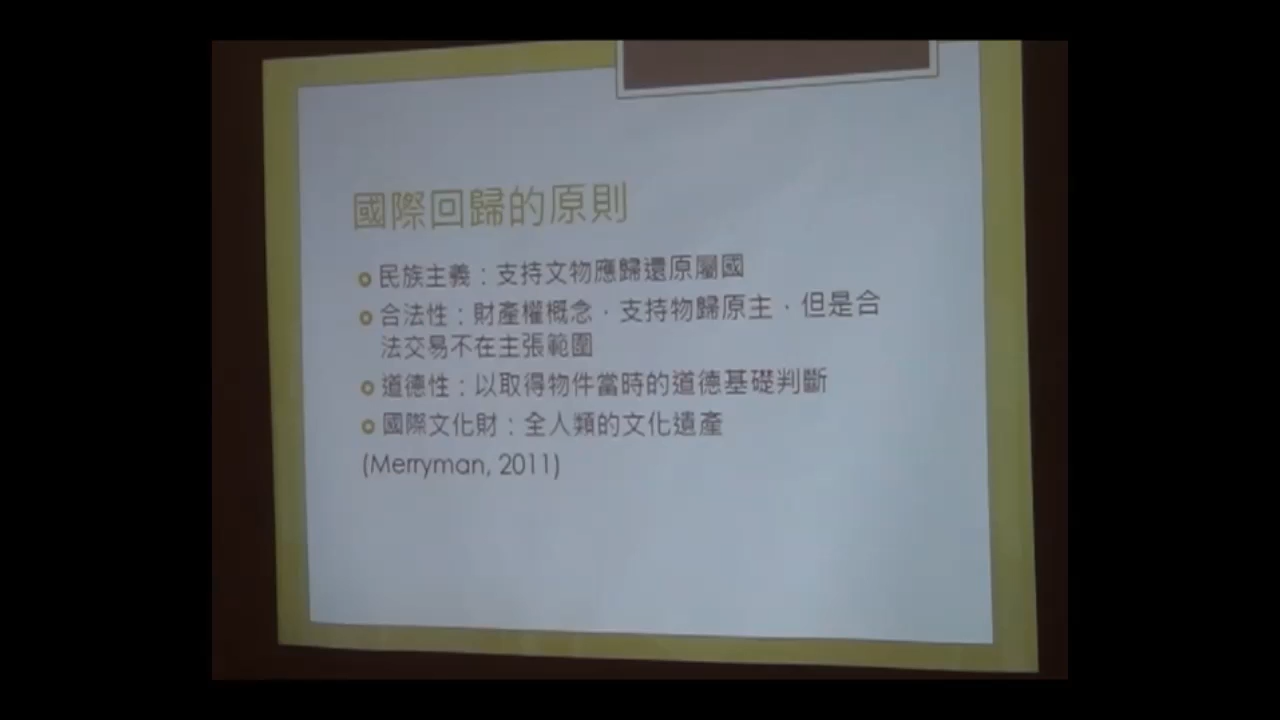 國際回歸的原則
民族主義：支持文物應歸還原屬國
合法性：財產權概念，支持物歸原主，但是合
法交易不在主張範圍
道德性：以取得物件當時的道德基礎判斷
國際文化財：全人類的文化遺產
(Merryman, 2011)